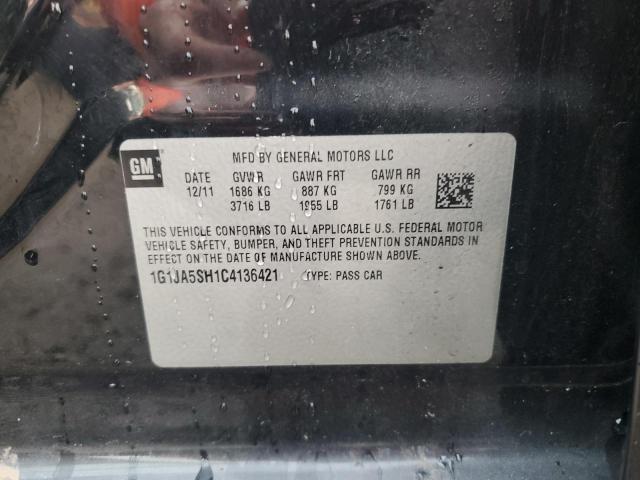 GM
MFD BY GENERAL MOTORS LLC
DATE GVWR GAWR FRT GAWR RR
12/11 1686 KG 887 KG 799 KG
3716 LB 1955 LB 1761 LB
THIS VEHICLE CONFORMS TO ALL APPLICABLE U.S. FEDERAL MOTOR
VEHICLE SAFETY, BUMPER, AND THEFT PREVENTION STANDARDS IN
EFFECT ON THE DATE OF MANUFACTURE SHOWN ABOVE.
1G1JA5SH1C4136421 TYPE: PASS CAR